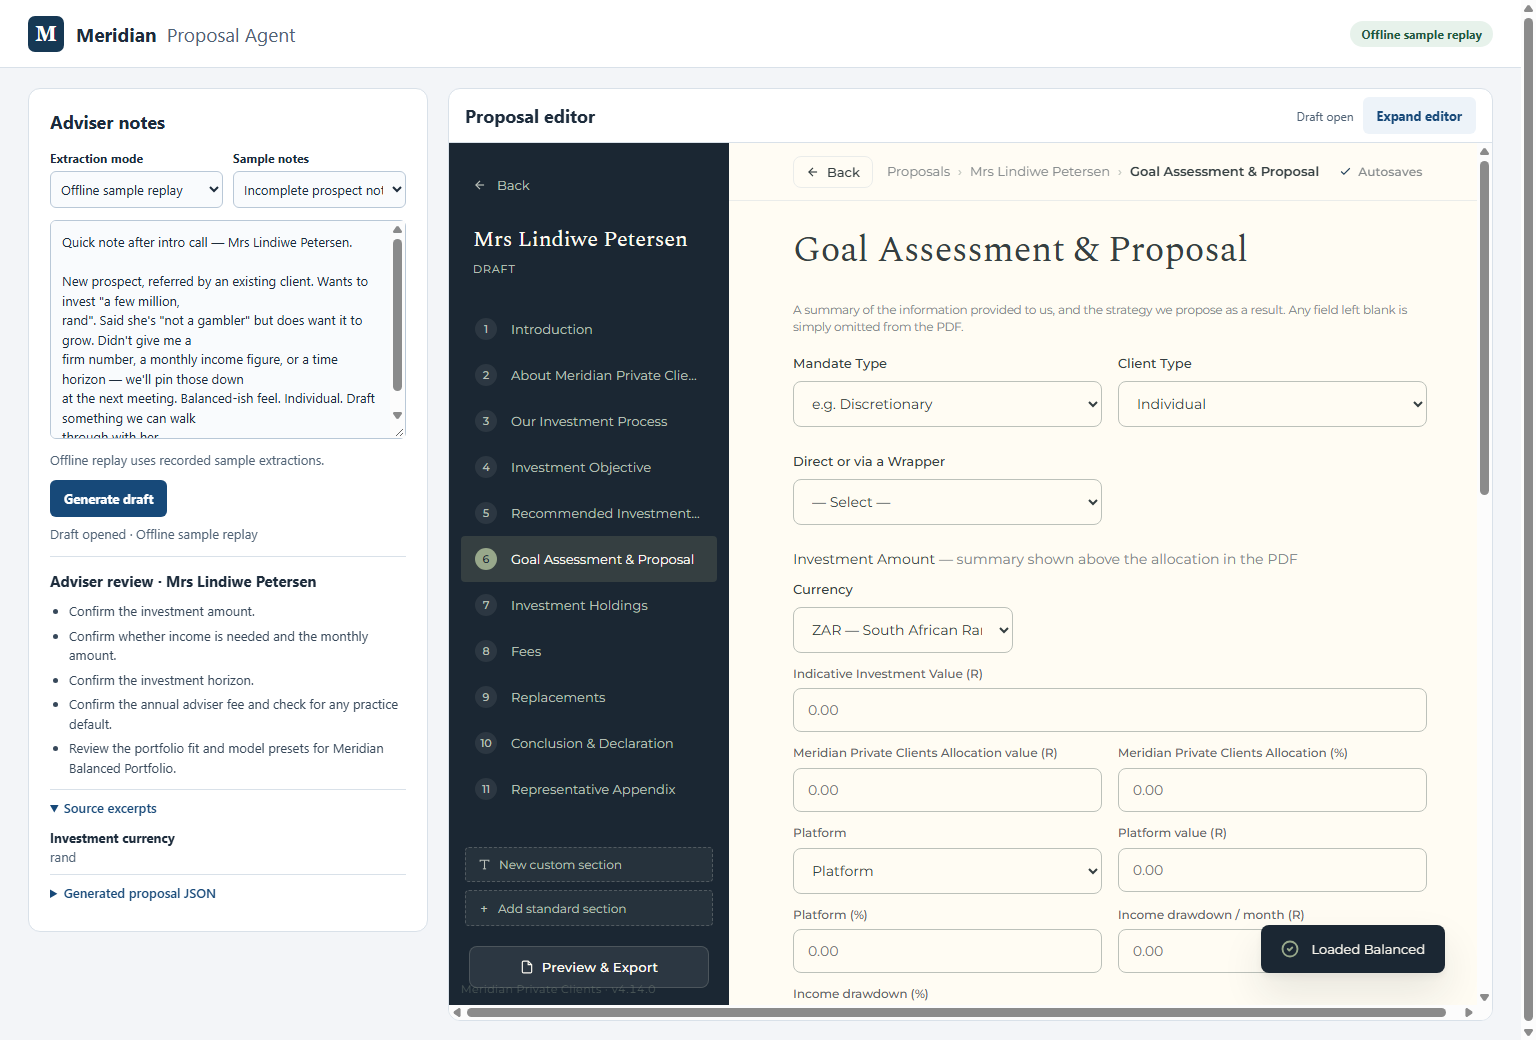 M Meridian Proposal Agent
Offline sample replay
Adviser notes
Extraction mode
Sample notes
Offline sample replay
Incomplete prospect not
Quick note after intro call — Mrs Lindiwe Petersen.
New prospect, referred by an existing client. Wants to
invest "a few million,
rand". Said she's "not a gambler" but does want it to
grow. Didn't give me a
firm number, a monthly income figure, or a time
horizon — we'll pin those down
at the next meeting. Balanced-ish feel. Individual. Draft
something we can walk
through with her.
Offline replay uses recorded sample extractions.
Generate draft
Draft opened · Offline sample replay
Adviser review · Mrs Lindiwe Petersen
• Confirm the investment amount.
• Confirm whether income is needed and the monthly
amount.
• Confirm the investment horizon.
• Confirm the annual adviser fee and check for any practice
default.
• Review the portfolio fit and model presets for Meridian
Balanced Portfolio.
▼ Source excerpts
Investment currency
rand
▶ Generated proposal JSON
Proposal editor
Draft open
Expand editor
← Back
Mrs Lindiwe Petersen
DRAFT
1 Introduction
2 About Meridian Private Clie...
3 Our Investment Process
4 Investment Objective
5 Recommended Investment...
6 Goal Assessment & Proposal
7 Investment Holdings
8 Fees
9 Replacements
10 Conclusion & Declaration
11 Representative Appendix
New custom section
+ Add standard section
Preview & Export
Meridian Private Clients · v4.14.0
← Back
Proposals › Mrs Lindiwe Petersen › Goal Assessment & Proposal
✓ Autosaves
Goal Assessment & Proposal
A summary of the information provided to us, and the strategy we propose as a result. Any field left blank is
simply omitted from the PDF.
Mandate Type
Client Type
e.g. Discretionary
Individual
Direct or via a Wrapper
— Select —
Investment Amount — summary shown above the allocation in the PDF
Currency
ZAR — South African Ran
Indicative Investment Value (R)
0.00
Meridian Private Clients Allocation value (R)
Meridian Private Clients Allocation (%)
0.00
0.00
Platform
Platform value (R)
Platform
0.00
Platform (%)
Income drawdown / month (R)
0.00
0.00
Loaded Balanced
Income drawdown (%)